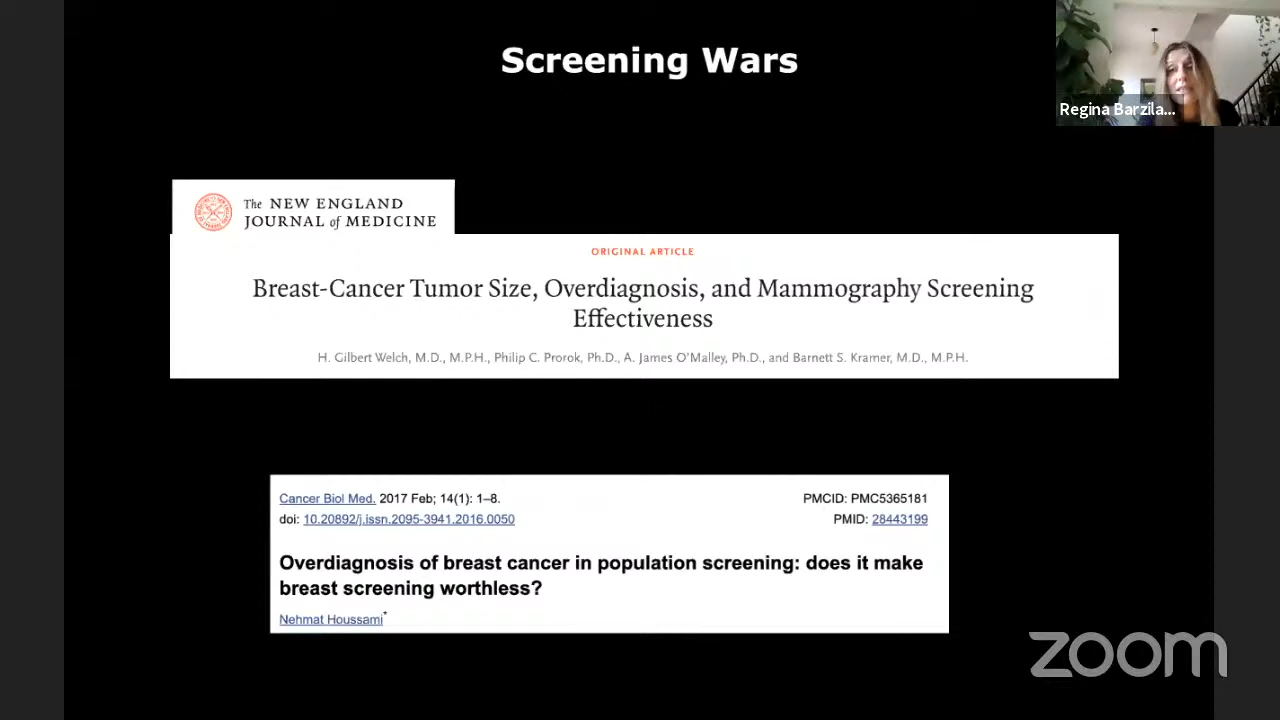 Screening Wars
Regina Barzila...
The NEW ENGLAND
JOURNAL of MEDICINE
ORIGINAL ARTICLE
Breast-Cancer Tumor Size, Overdiagnosis, and Mammography Screening
Effectiveness
H. Gilbert Welch, M.D., M.P.H., Philip C. Prorok, Ph.D., A. James O'Malley, Ph.D., and Barnett S. Kramer, M.D., M.P.H.
Cancer Biol Med. 2017 Feb; 14(1): 1–8. PMCID: PMC5365181
doi: 10.20892/j.issn.2095-3941.2016.0050 PMID: 28443199
Overdiagnosis of breast cancer in population screening: does it make
breast screening worthless?
Nehmat Houssami*
zoom